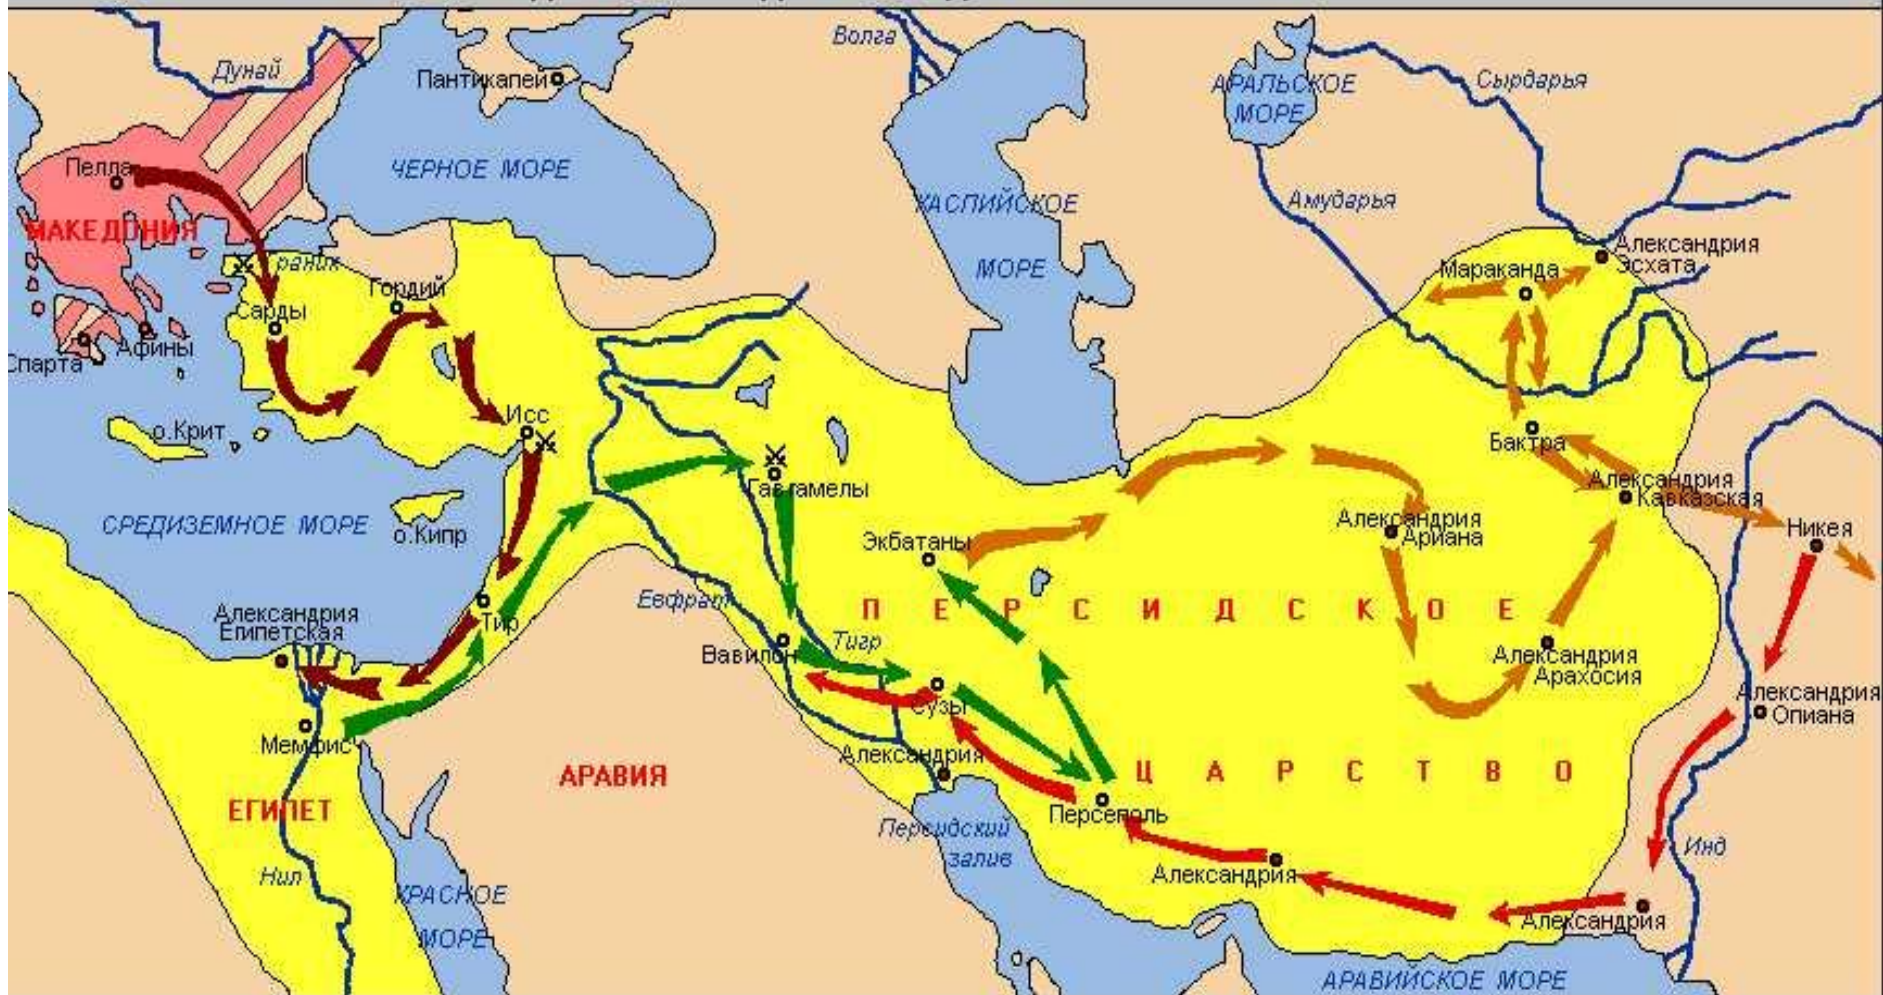 Волга
Дунай
Пантикапей
АРАЛЬСКОЕ
МОРЕ
Сырдарья
Пелла
ЧЕРНОЕ МОРЕ
КАСПИЙСКОЕ
МОРЕ
Амударья
МАКЕДОНИЯ
Граник
Гордий
Сарды
Александрия
Эсхата
Мараканда
Афины
Спарта
Исс
о.Крит
Бактра
Александрия
Кавказская
Гавгамелы
СРЕДИЗЕМНОЕ МОРЕ
о.Кипр
Экбатаны
Александрия
Ариана
Никея
Евфрат
ПЕРСИДСКОЕ
Александрия
Египетская
Тир
Вавилон
Тигр
Александрия
Арахосия
Сузы
Александрия
Опиана
Мемфис
Александрия
АРАВИЯ
ЦАРСТВО
ЕГИПЕТ
Персеполь
Персидский
залив
Инд
Нил
Александрия
КРАСНОЕ
МОРЕ
Александрия
АРАВИЙСКОЕ МОРЕ